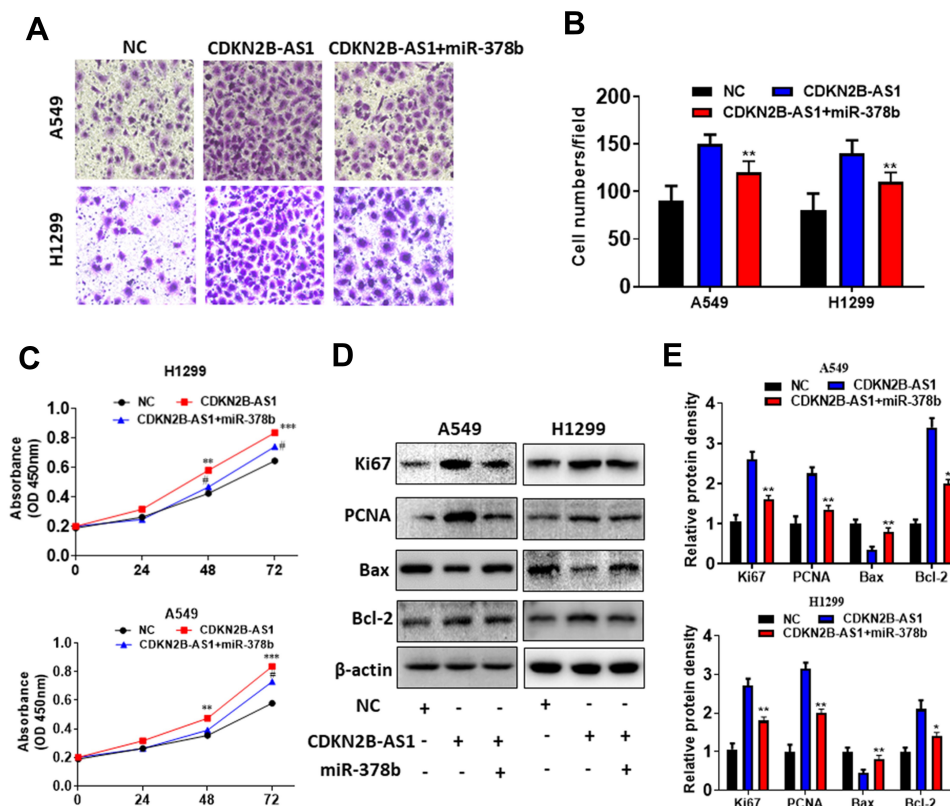 A
NC CDKN2B-AS1 CDKN2B-AS1+miR-378b
A549
H1299
B
NC CDKN2B-AS1
CDKN2B-AS1+miR-378b
Cell numbers/field
200
150
100
50
0
** **
A549 H1299
C
H1299
NC CDKN2B-AS1
CDKN2B-AS1+miR-378b
Absorbance
(OD 450nm)
1.0
0.8
0.6
0.4
0.2
0.0
** # *** #
0 24 48 72
A549
NC CDKN2B-AS1
CDKN2B-AS1+miR-378b
Absorbance
(OD 450nm)
1.0
0.8
0.6
0.4
0.2
0.0
** *** #
0 24 48 72
D
A549 H1299
Ki67
PCNA
Bax
Bcl-2
β-actin
NC + - - + - -
CDKN2B-AS1 - + + - + +
miR-378b - - + - - +
E
A549
NC CDKN2B-AS1
CDKN2B-AS1+miR-378b
Relative protein density
4
3
2
1
0
** ** ** *
Ki67 PCNA Bax Bcl-2
H1299
NC CDKN2B-AS1
CDKN2B-AS1+miR-378b
Relative protein density
4
3
2
1
0
** ** ** *
Ki67 PCNA Bax Bcl-2